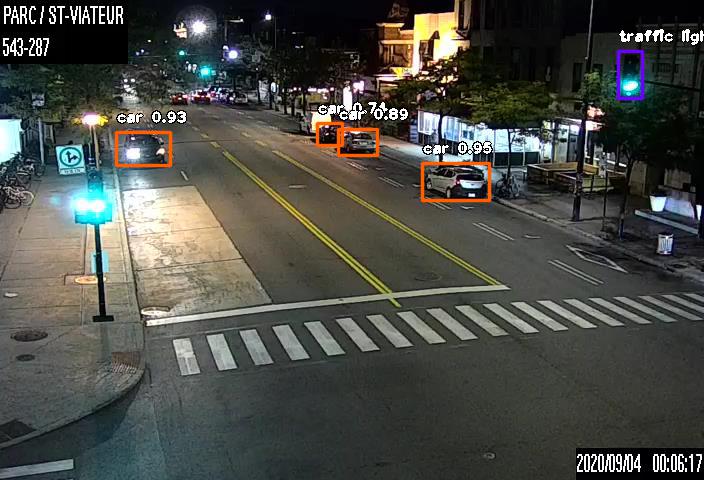 PARC / ST-VIATEUR
543-287
traffic ligh
car 0.74
car 0.89
car 0.93
car 0.95
2020/09/04 00:06:17